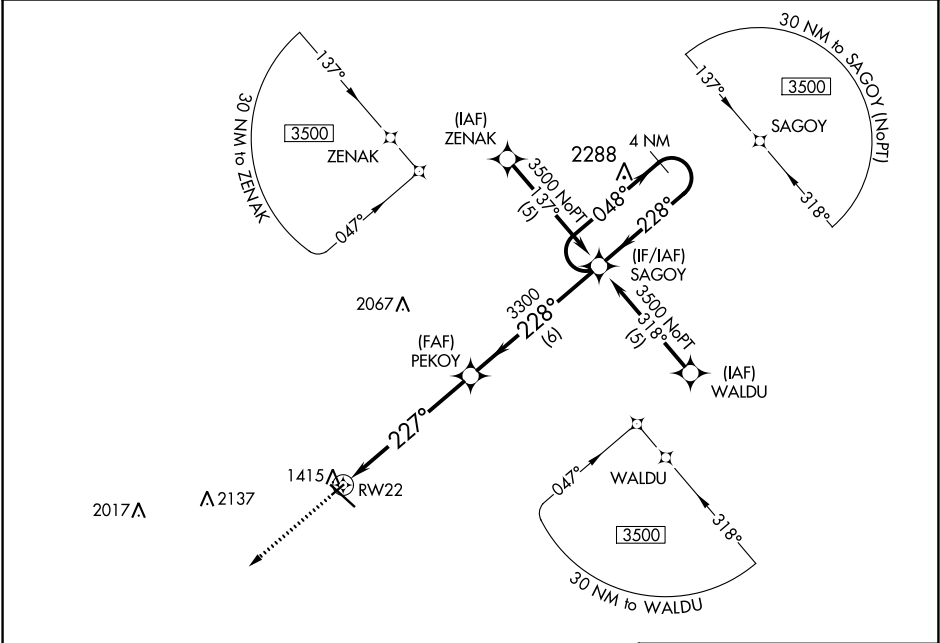 30 NM to ZENAK
137°
3500
ZENAK
047°
30 NM to SAGOY (NoPT)
137°
3500
SAGOY
318°
(IAF)
ZENAK
3500 NoPT
137°
(5)
2288
4 NM
048°
228°
(IF/IAF)
SAGOY
2067
3300
228°
(6)
3500 NoPT
318°
(5)
(FAF)
PEKOY
(IAF)
WALDU
227°
1415
RW22
2017
2137
047°
WALDU
318°
3500
30 NM to WALDU